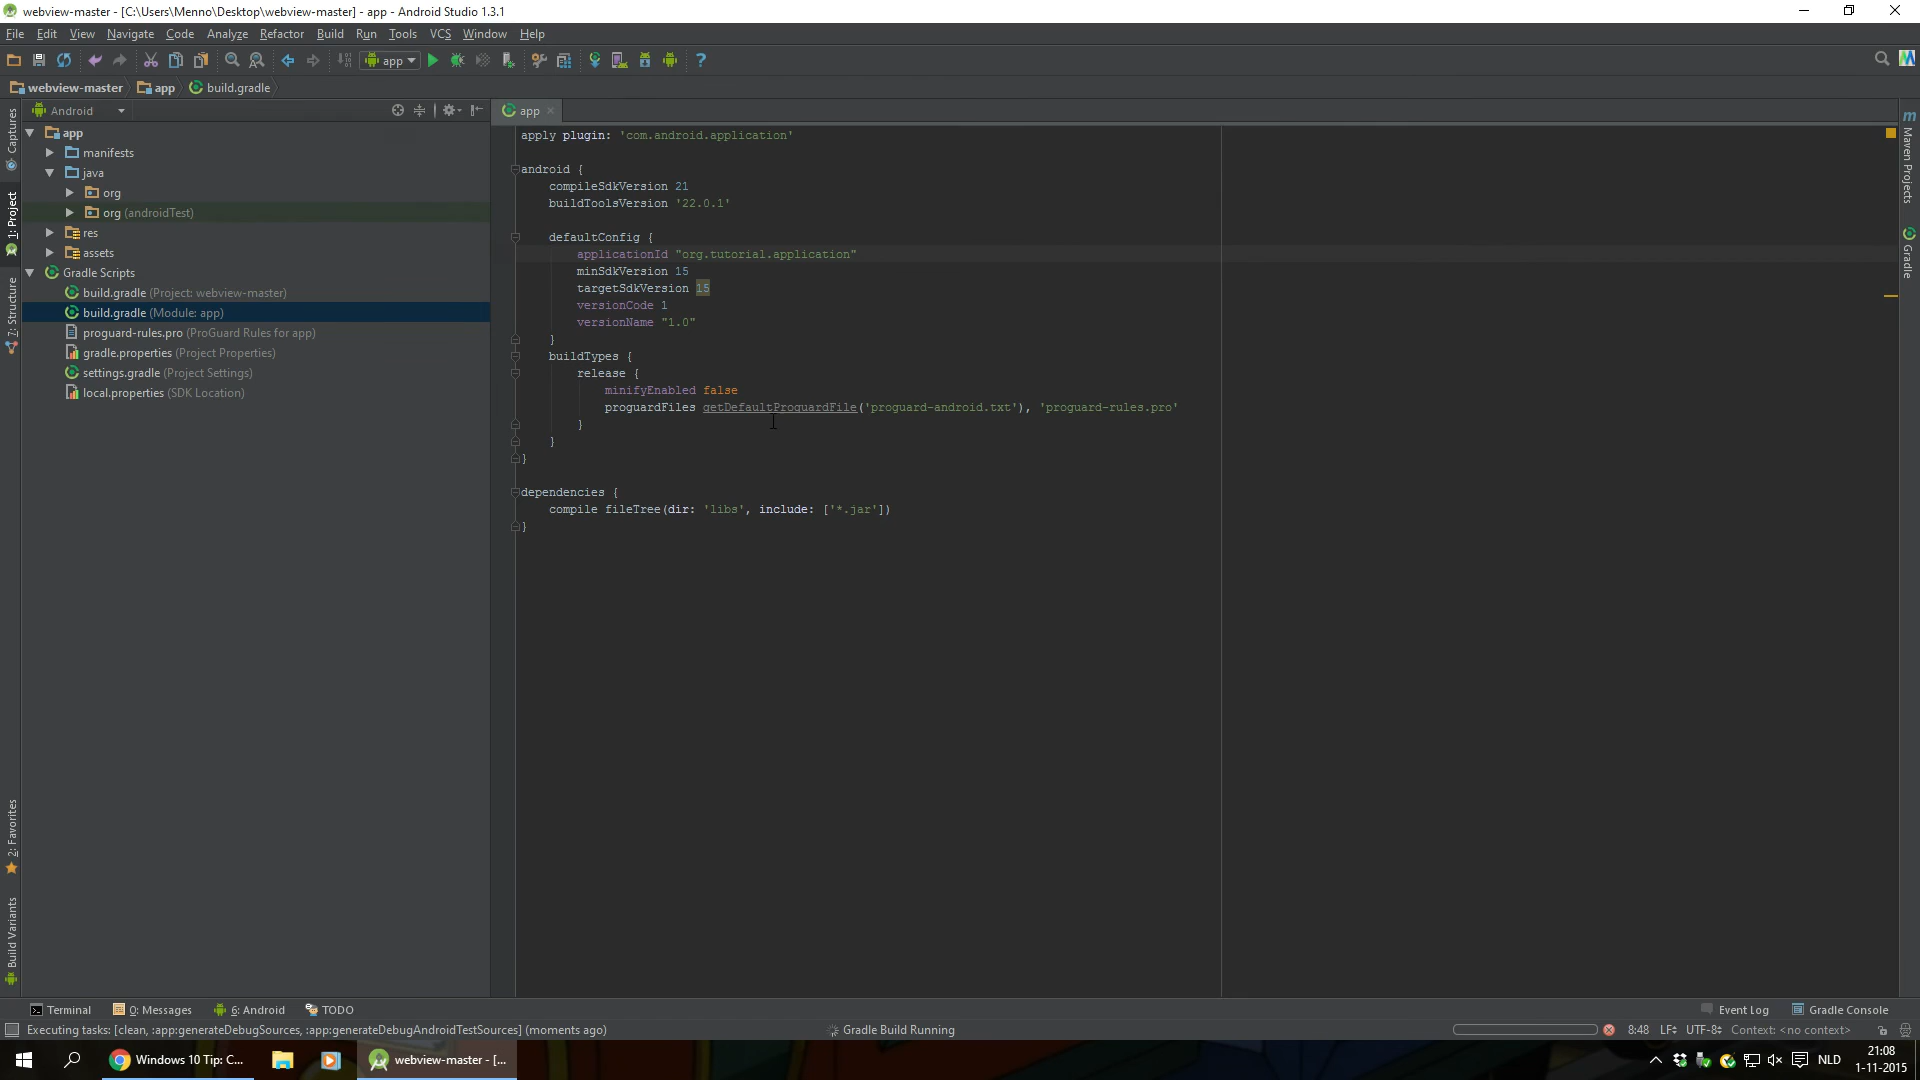 webview-master - [C:\Users\Menno\Desktop\webview-master] - app - Android Studio 1.3.1
File Edit View Navigate Code Analyze Refactor Build Run Tools VCS Window Help
app
webview-master app build.gradle
Android
app
Captures
1: Project
7: Structure
2: Favorites
Build Variants
app
manifests
java
org
org (androidTest)
res
assets
Gradle Scripts
build.gradle (Project: webview-master)
build.gradle (Module: app)
proguard-rules.pro (ProGuard Rules for app)
gradle.properties (Project Properties)
settings.gradle (Project Settings)
local.properties (SDK Location)
apply plugin: 'com.android.application'
android {
compileSdkVersion 21
buildToolsVersion '22.0.1'
defaultConfig {
applicationId "org.tutorial.application"
minSdkVersion 15
targetSdkVersion 15
versionCode 1
versionName "1.0"
}
buildTypes {
release {
minifyEnabled false
proguardFiles getDefaultProguardFile('proguard-android.txt'), 'proguard-rules.pro'
}
}
}
dependencies {
compile fileTree(dir: 'libs', include: ['*.jar'])
}
m
Maven Projects
Gradle
Terminal 0: Messages 6: Android TODO Event Log Gradle Console
Executing tasks: [clean, :app:generateDebugSources, :app:generateDebugAndroidTestSources] (moments ago) Gradle Build Running 8:48 LF UTF-8 Context: <no context>
Windows 10 Tip: C... webview-master - [... NLD 21:08
1-11-2015